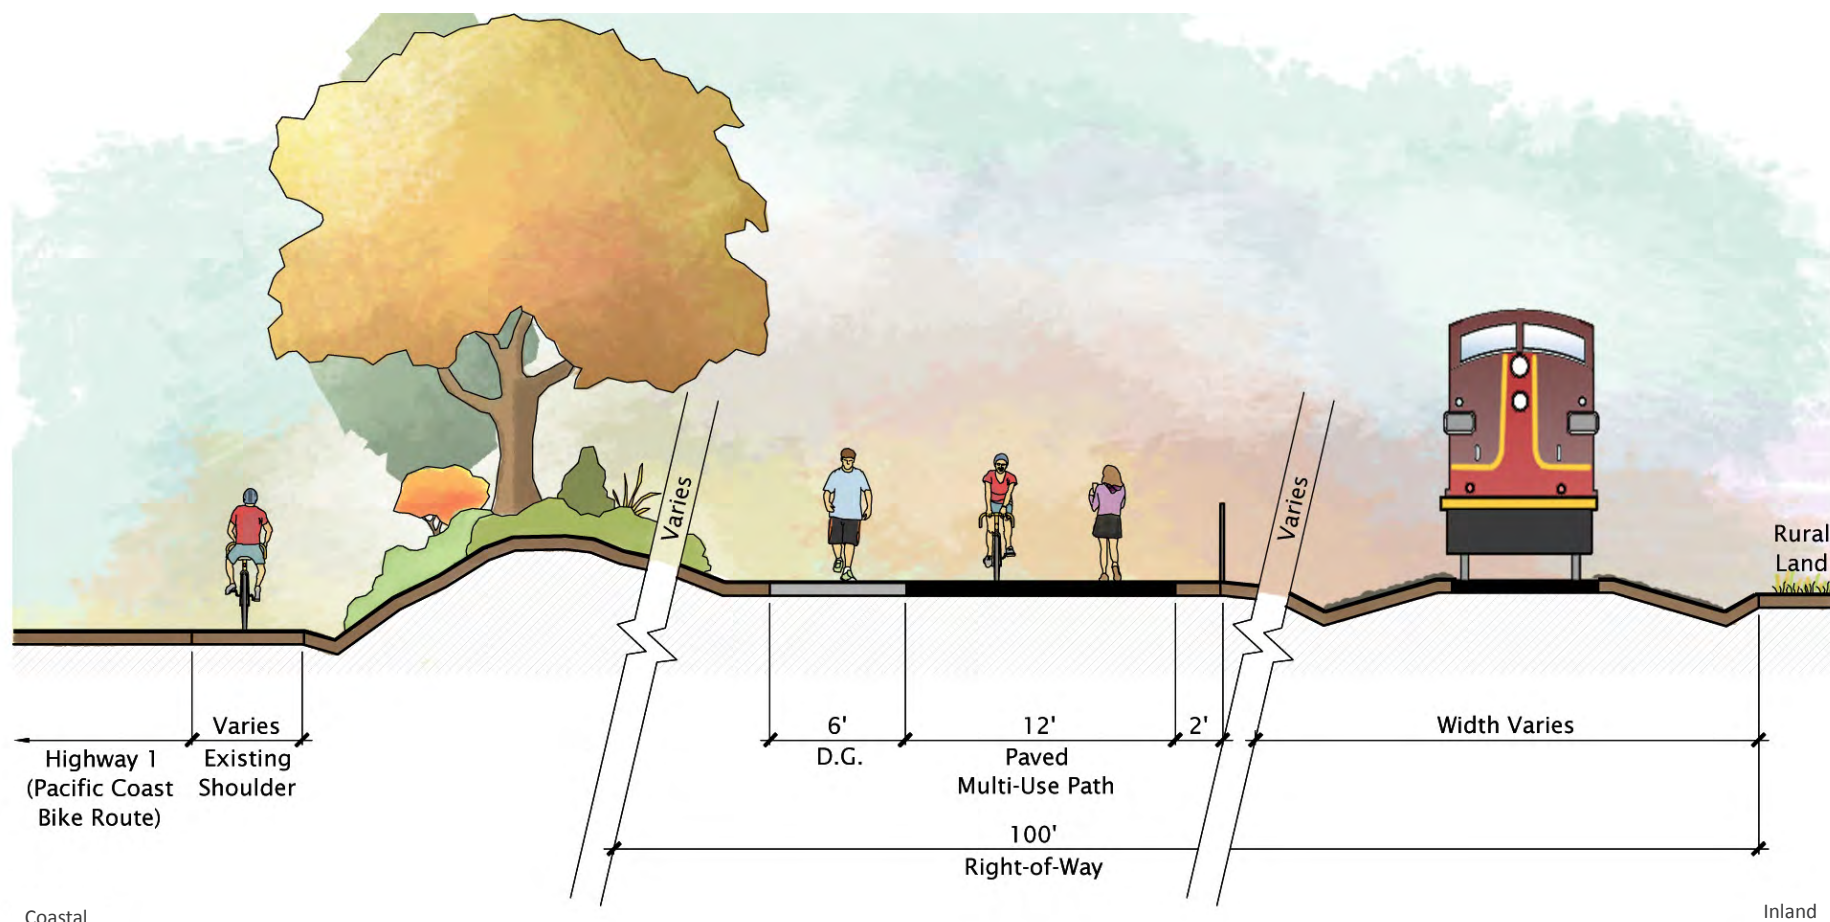 Varies
Varies
Rural
Land
Varies
6'
12'
2'
Width Varies
Highway 1
(Pacific Coast
Bike Route)
Existing
Shoulder
D.G.
Paved
Multi-Use Path
100'
Right-of-Way
Coastal
Inland